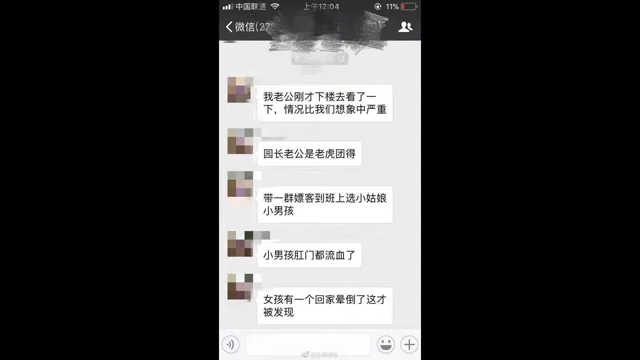 中国联通
上午12:04
11%
微信(27
我老公刚才下楼去看了一
下，情况比我们想象中严重
园长老公是老虎团得
带一群嫖客到班上选小姑娘
小男孩
小男孩肛门都流血了
女孩有一个回家晕倒了这才
被发现